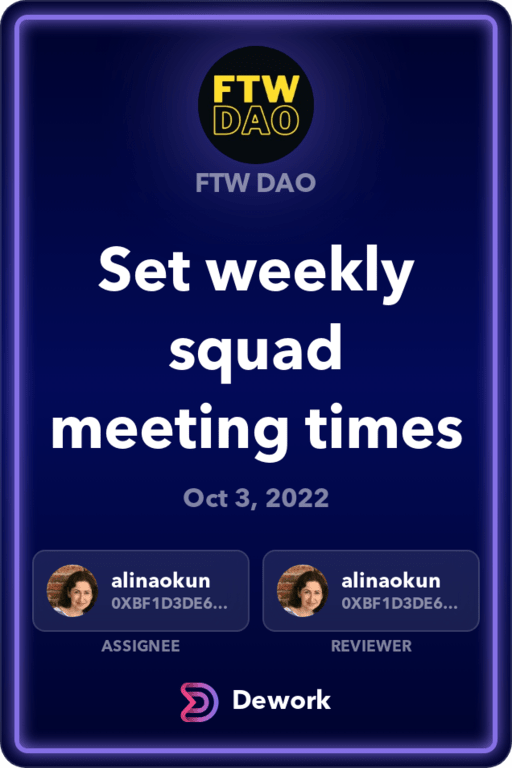 FTW
DAO
FTW DAO
Set weekly
squad
meeting times
Oct 3, 2022
alinaokun
0XBF1D3DE6...
ASSIGNEE
alinaokun
0XBF1D3DE6...
REVIEWER
Dework